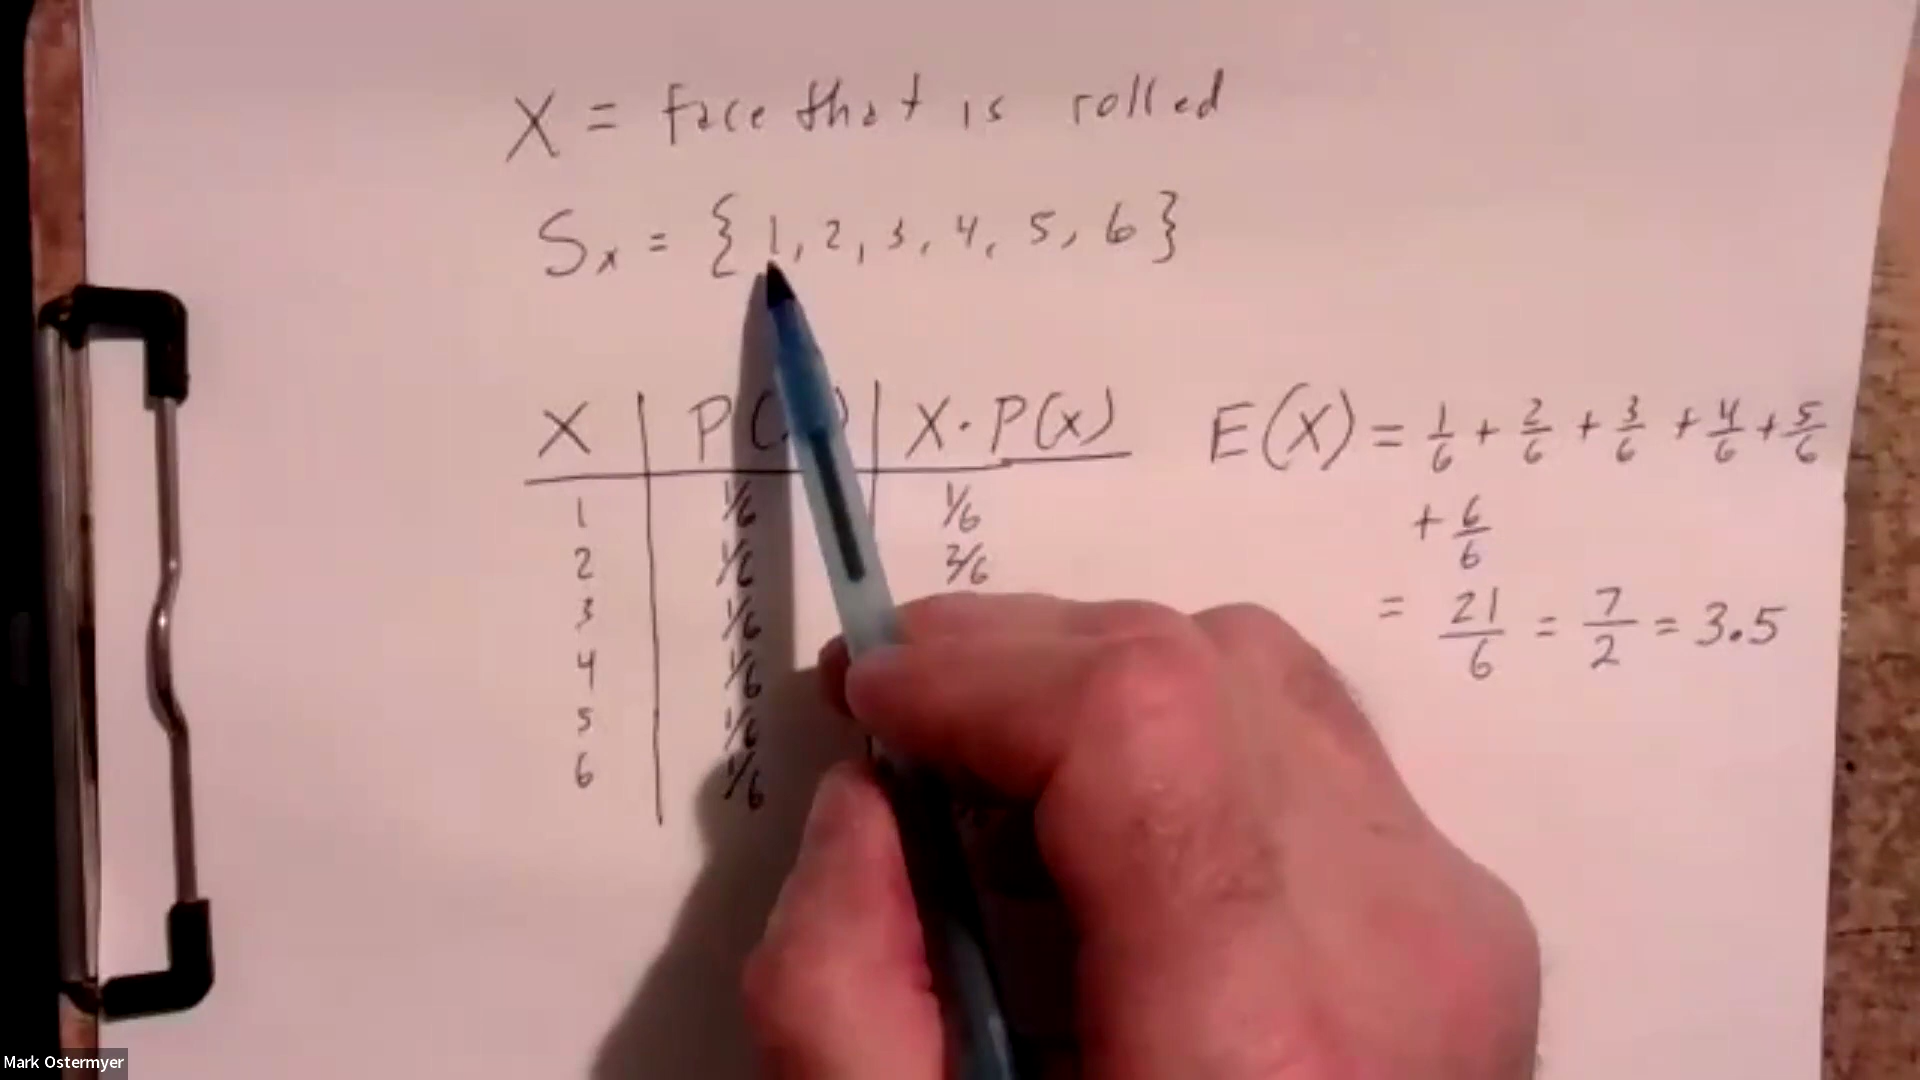 X = face that is rolled
Sx = { 1, 2, 3, 4, 5, 6 }
X | P( ) | X · P(x)
1 | 1/6 | 1/6
2 | 1/6 | 2/6
3 | 1/6
4 | 1/6
5 | 1/6
6 | 1/6
E(X) = 1/6 + 2/6 + 3/6 + 4/6 + 5/6
+ 6/6
= 21/6 = 7/2 = 3.5
Mark Ostermyer